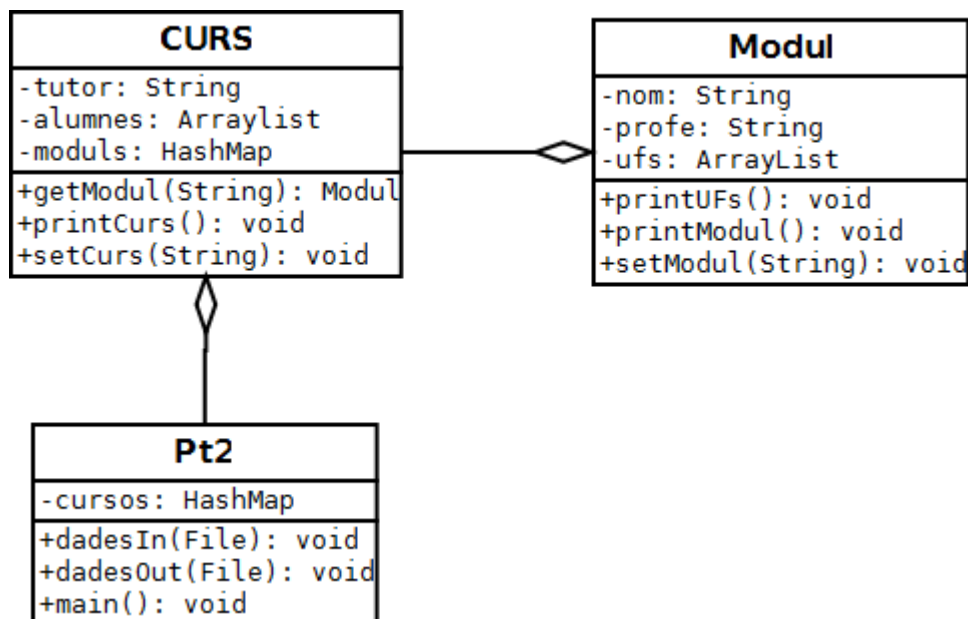 CURS
-tutor: String
-alumnes: Arraylist
-moduls: HashMap
+getModul(String): Modul
+printCurs(): void
+setCurs(String): void
Modul
-nom: String
-profe: String
-ufs: ArrayList
+printUFs(): void
+printModul(): void
+setModul(String): void
Pt2
-cursos: HashMap
+dadesIn(File): void
+dadesOut(File): void
+main(): void